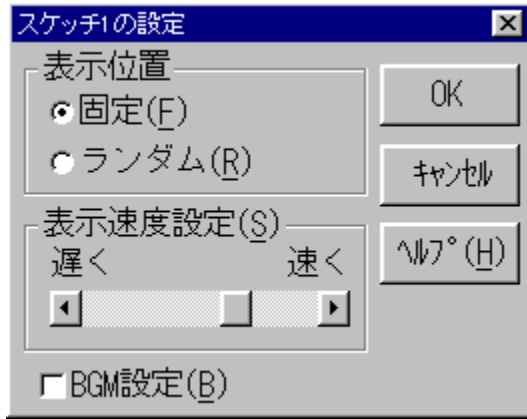 スケッチ1の設定
表示位置
固定(F)
ランダム(R)
表示速度設定(S)
遅く 速く
BGM設定(B)
OK
ｷｬﾝｾﾙ
ﾍﾙﾌﾟ(H)